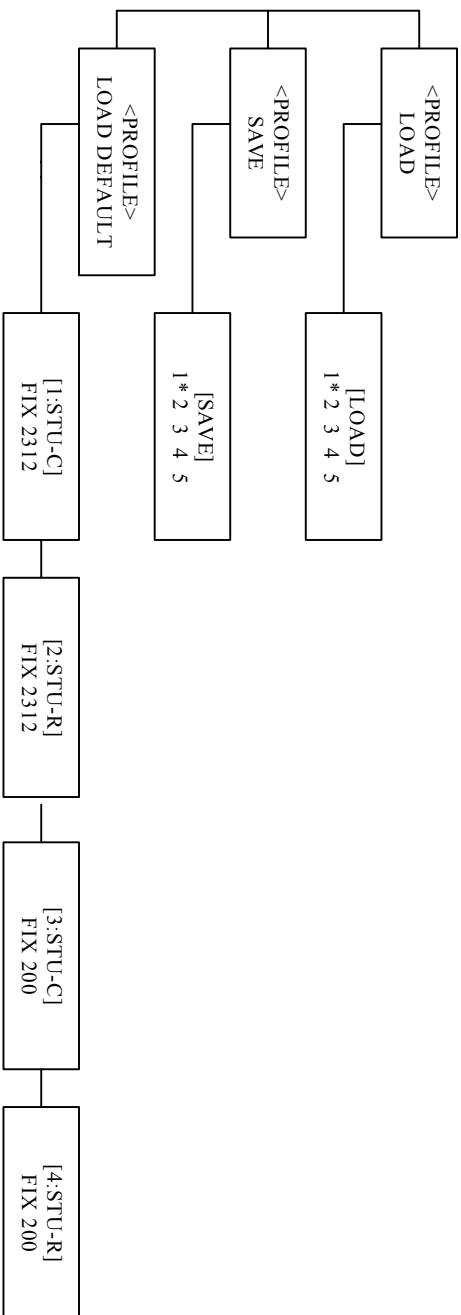 <PROFILE>
LOAD
[LOAD]
1* 2 3 4 5
<PROFILE>
SAVE
[SAVE]
1* 2 3 4 5
<PROFILE>
LOAD DEFAULT
[1:STU-C]
FIX 2312
[2:STU-R]
FIX 2312
[3:STU-C]
FIX 200
[4:STU-R]
FIX 200